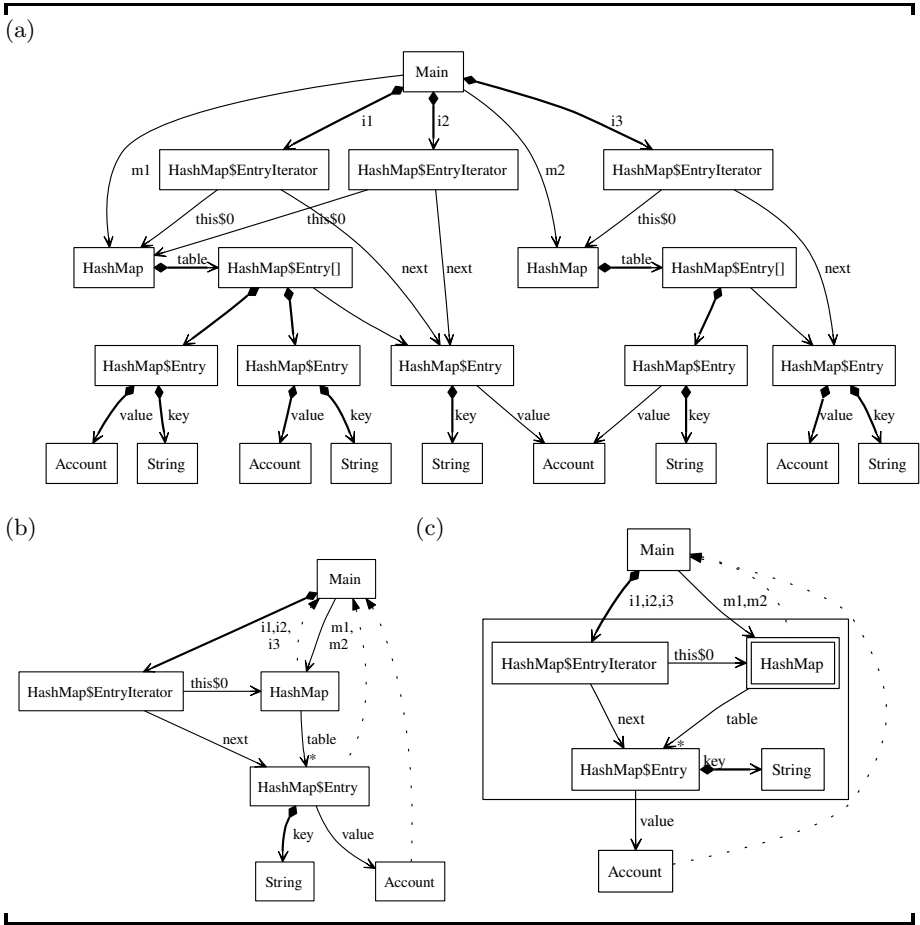 (a)
Main
i1 i2 i3
m1 HashMap$EntryIterator HashMap$EntryIterator m2 HashMap$EntryIterator
this$0 this$0 this$0
HashMap table HashMap$Entry[] next next HashMap table HashMap$Entry[] next
HashMap$Entry HashMap$Entry HashMap$Entry HashMap$Entry HashMap$Entry
value key value key key value value key value key
Account String Account String String Account String Account String
(b)
Main
i1,i2,
i3
m1,
m2
HashMap$EntryIterator this$0 HashMap
next table
*
HashMap$Entry
key value
String Account
(c)
Main
i1,i2,i3 m1,m2
HashMap$EntryIterator this$0 HashMap
next table
*
HashMap$Entry key String
value
Account